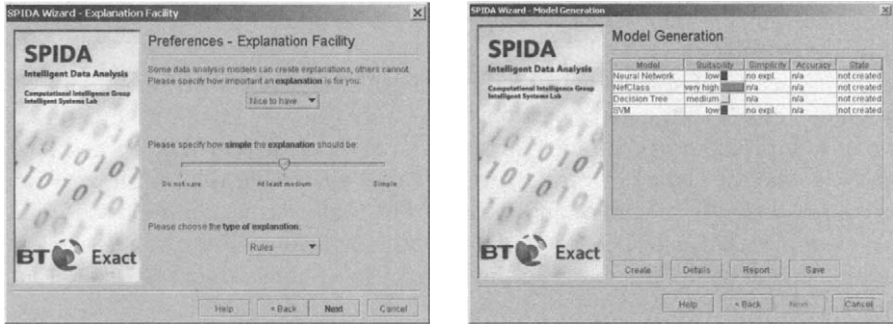 SPIDA Wizard - Explanation Facility
SPIDA
Intelligent Data Analysis
Computational Intelligence Group
Intelligent Systems Lab
BT Exact
Preferences - Explanation Facility
Some data analysis models can create explanations, others cannot.
Please specify how important an explanation is for you:
Nice to have
Please specify how simple the explanation should be:
Do not care At least medium Simple
Please choose the type of explanation:
Rules
Help < Back Next Cancel
SPIDA Wizard - Model Generation
SPIDA
Intelligent Data Analysis
Computational Intelligence Group
Intelligent Systems Lab
BT Exact
Model Generation
Model Suitability Simplicity Accuracy State
Neural Network low no expl. n/a not created
NefClass very high n/a n/a not created
Decision Tree medium n/a n/a not created
SVM low no expl. n/a not created
Create Details Report Save
Help < Back Next Cancel